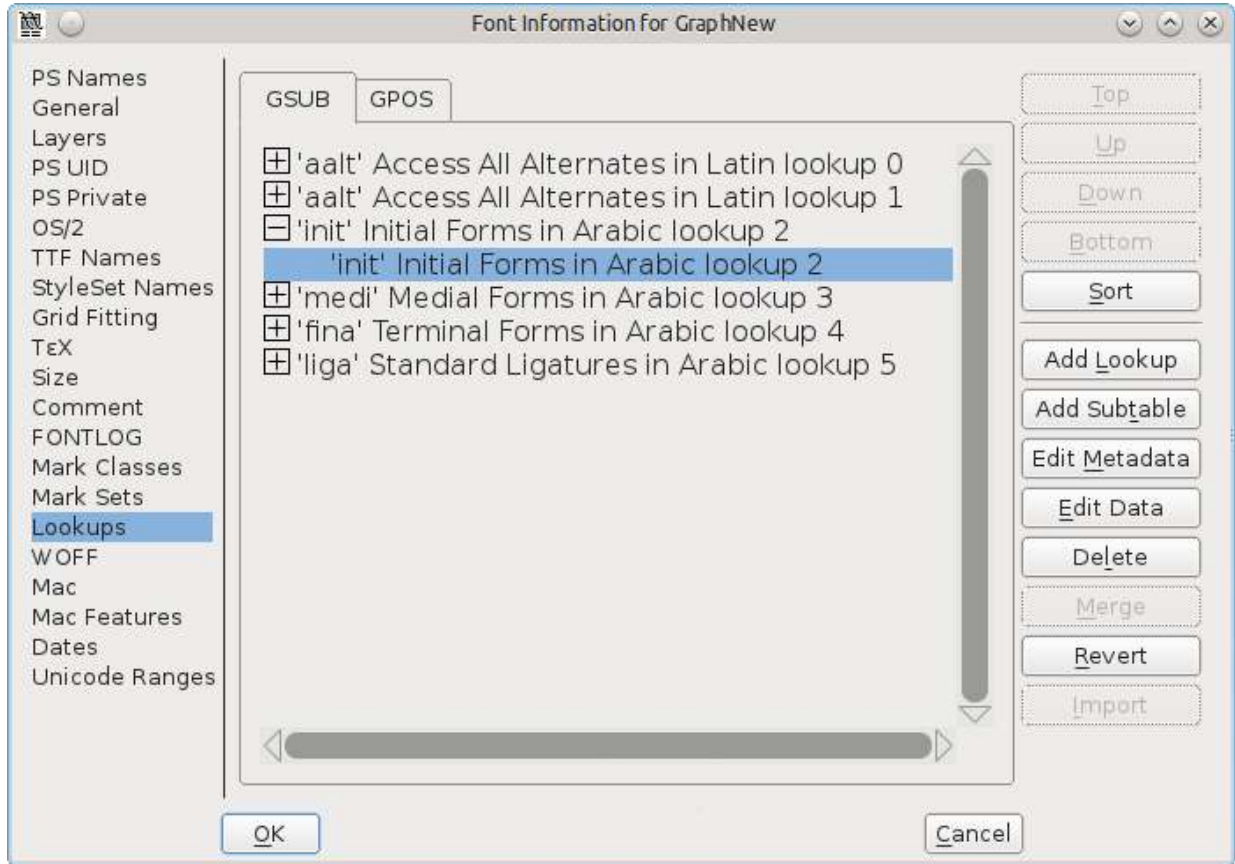 Font Information for GraphNew
PS Names
General
Layers
PS UID
PS Private
OS/2
TTF Names
StyleSet Names
Grid Fitting
TεX
Size
Comment
FONTLOG
Mark Classes
Mark Sets
Lookups
WOFF
Mac
Mac Features
Dates
Unicode Ranges
GSUB GPOS
'aalt' Access All Alternates in Latin lookup 0
'aalt' Access All Alternates in Latin lookup 1
'init' Initial Forms in Arabic lookup 2
'init' Initial Forms in Arabic lookup 2
'medi' Medial Forms in Arabic lookup 3
'fina' Terminal Forms in Arabic lookup 4
'liga' Standard Ligatures in Arabic lookup 5
Top
Up
Down
Bottom
Sort
Add Lookup
Add Subtable
Edit Metadata
Edit Data
Delete
Merge
Revert
Import
OK Cancel